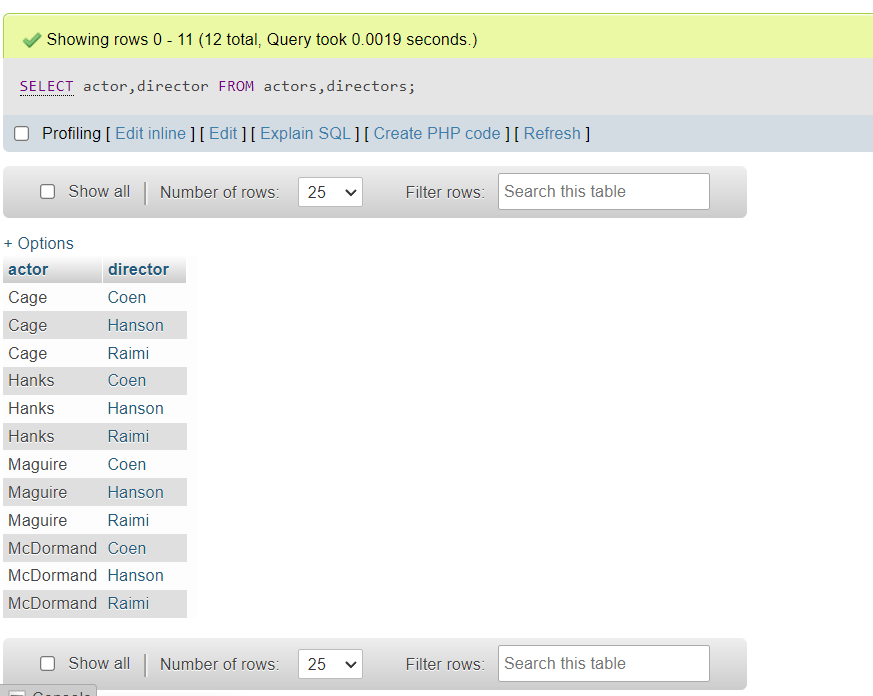 Showing rows 0 - 11 (12 total, Query took 0.0019 seconds.)
SELECT actor,director FROM actors,directors;
Profiling [ Edit inline ] [ Edit ] [ Explain SQL ] [ Create PHP code ] [ Refresh ]
Show all Number of rows: 25 Filter rows: Search this table
+ Options
actor director
Cage Coen
Cage Hanson
Cage Raimi
Hanks Coen
Hanks Hanson
Hanks Raimi
Maguire Coen
Maguire Hanson
Maguire Raimi
McDormand Coen
McDormand Hanson
McDormand Raimi
Show all Number of rows: 25 Filter rows: Search this table
Console